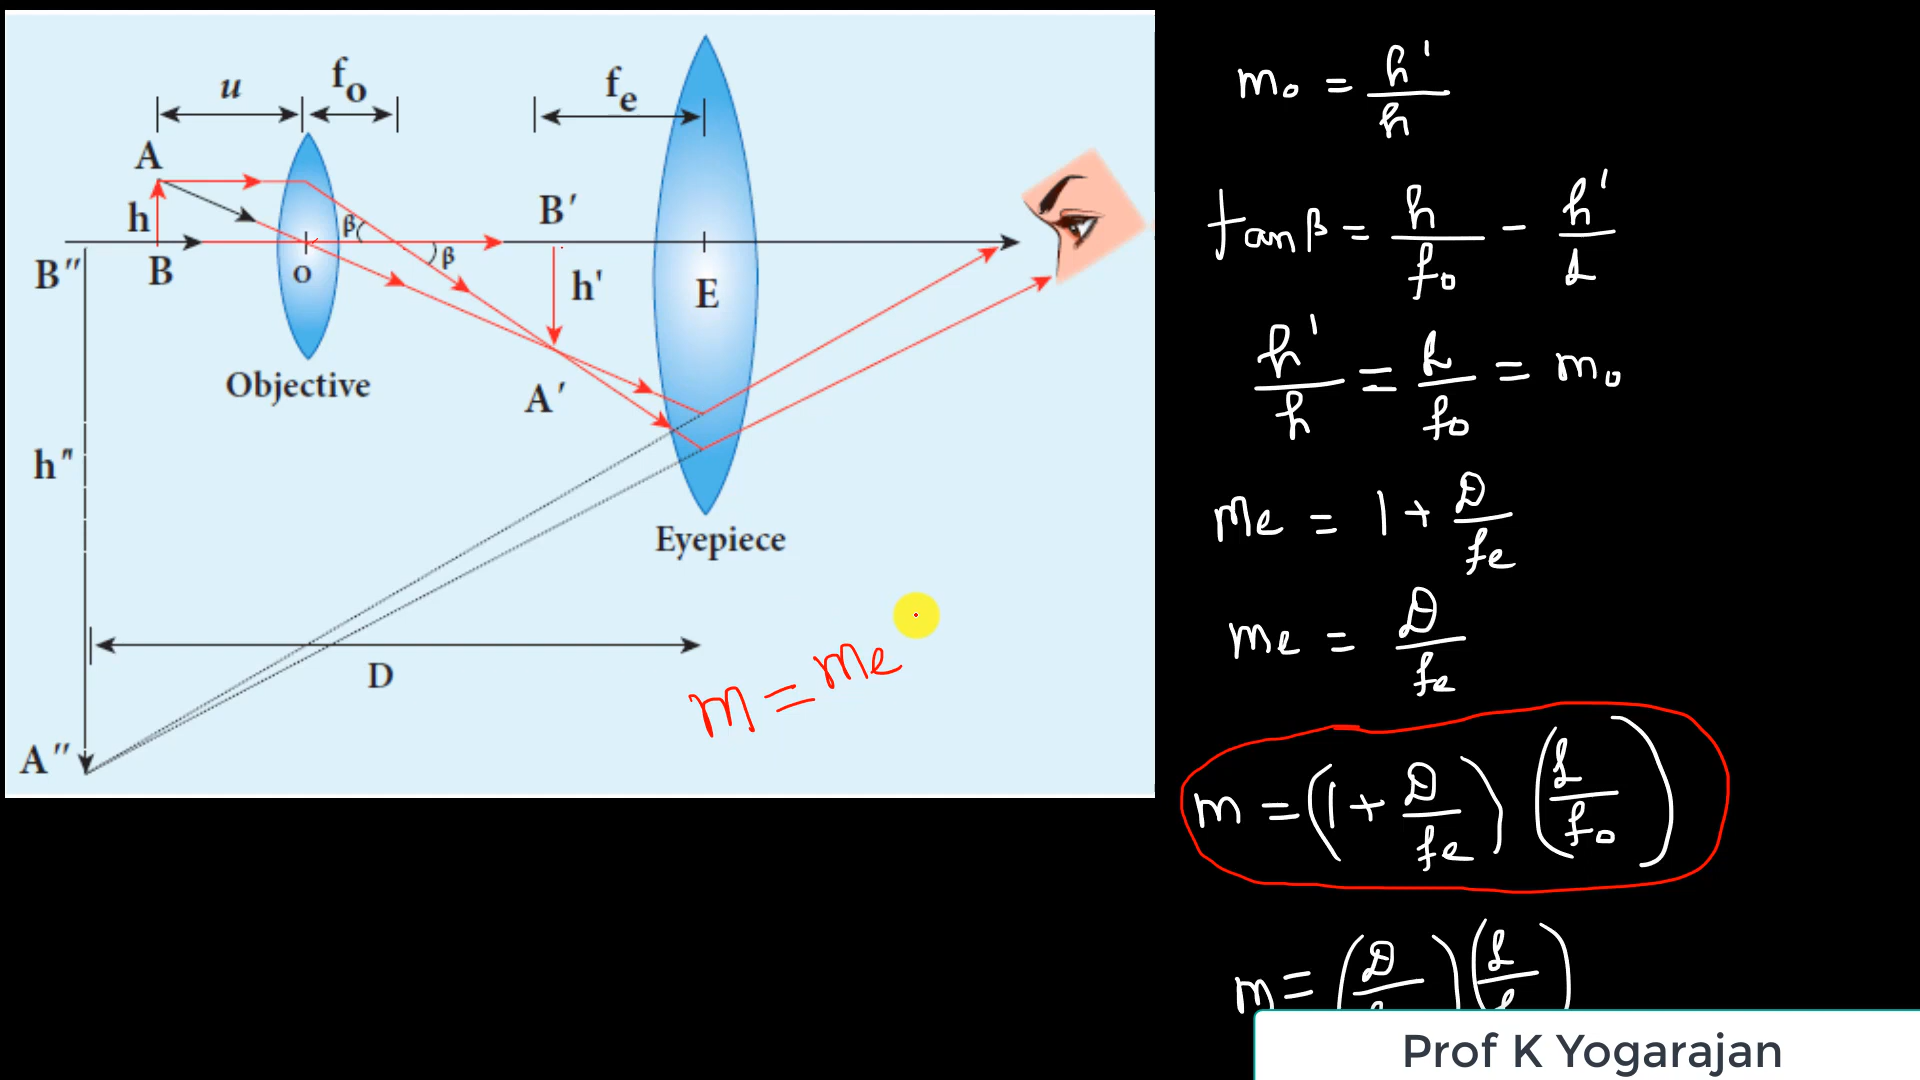 u
f₀
fₑ
A
h
B′
β
β
B″
B
o
h'
E
Objective
A′
h″
Eyepiece
D
A″
m = mₑ
m₀ = h'/h
tanβ = h/f₀ - h'/L
h'/h = L/f₀ = m₀
mₑ = 1 + D/fₑ
mₑ = D/fₑ
m = (1 + D/fₑ) (L/f₀)
m = (D/ ) (L/ )
Prof K Yogarajan